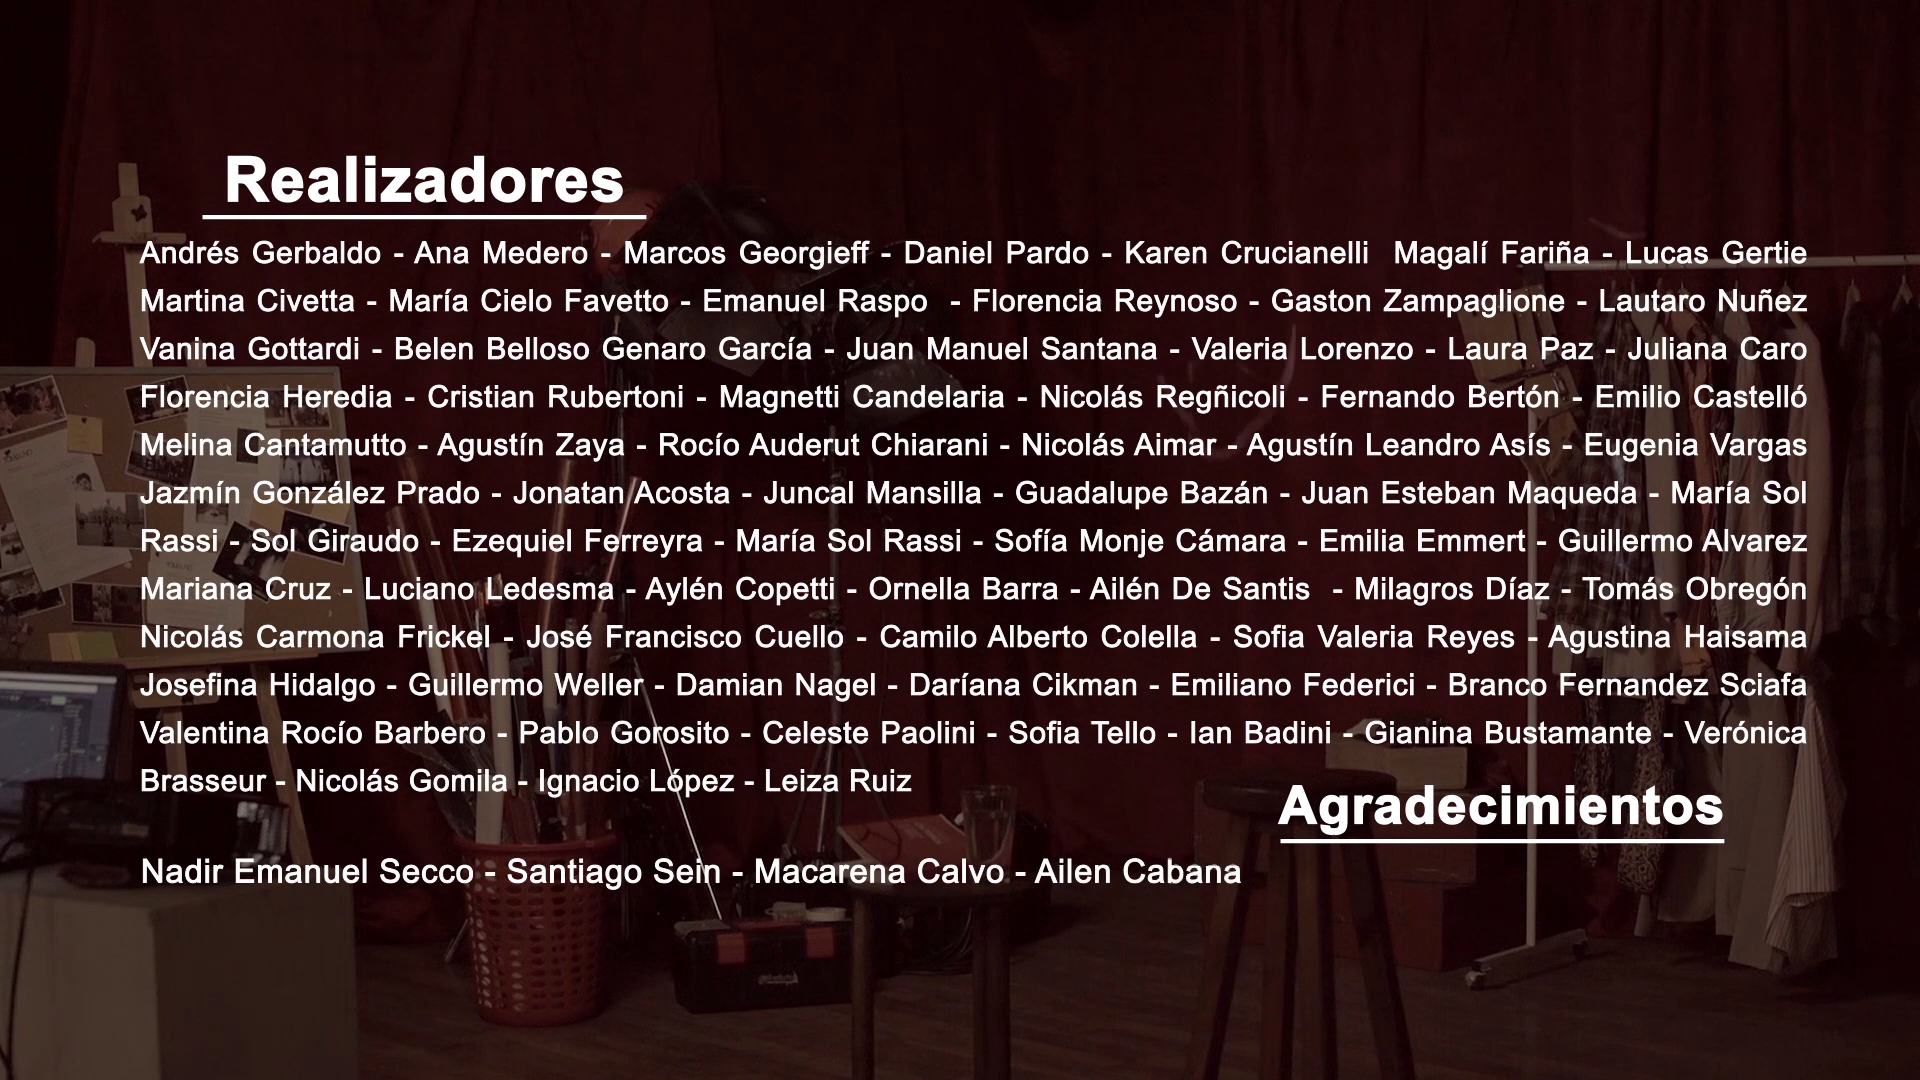 Realizadores
Andrés Gerbaldo - Ana Medero - Marcos Georgieff - Daniel Pardo - Karen Crucianelli  Magalí Fariña - Lucas Gertie
Martina Civetta - María Cielo Favetto - Emanuel Raspo  - Florencia Reynoso - Gaston Zampaglione - Lautaro Nuñez
Vanina Gottardi - Belen Belloso Genaro García - Juan Manuel Santana - Valeria Lorenzo - Laura Paz - Juliana Caro
Florencia Heredia - Cristian Rubertoni - Magnetti Candelaria - Nicolás Regñicoli - Fernando Bertón - Emilio Castelló
Melina Cantamutto - Agustín Zaya - Rocío Auderut Chiarani - Nicolás Aimar - Agustín Leandro Asís - Eugenia Vargas
Jazmín González Prado - Jonatan Acosta - Juncal Mansilla - Guadalupe Bazán - Juan Esteban Maqueda - María Sol
Rassi - Sol Giraudo - Ezequiel Ferreyra - María Sol Rassi - Sofía Monje Cámara - Emilia Emmert - Guillermo Alvarez
Mariana Cruz - Luciano Ledesma - Aylén Copetti - Ornella Barra - Ailén De Santis  - Milagros Díaz - Tomás Obregón
Nicolás Carmona Frickel - José Francisco Cuello - Camilo Alberto Colella - Sofia Valeria Reyes - Agustina Haisama
Josefina Hidalgo - Guillermo Weller - Damian Nagel - Daríana Cikman - Emiliano Federici - Branco Fernandez Sciafa
Valentina Rocío Barbero - Pablo Gorosito - Celeste Paolini - Sofia Tello - Ian Badini - Gianina Bustamante - Verónica
Brasseur - Nicolás Gomila - Ignacio López - Leiza Ruiz
Agradecimientos
Nadir Emanuel Secco - Santiago Sein - Macarena Calvo - Ailen Cabana